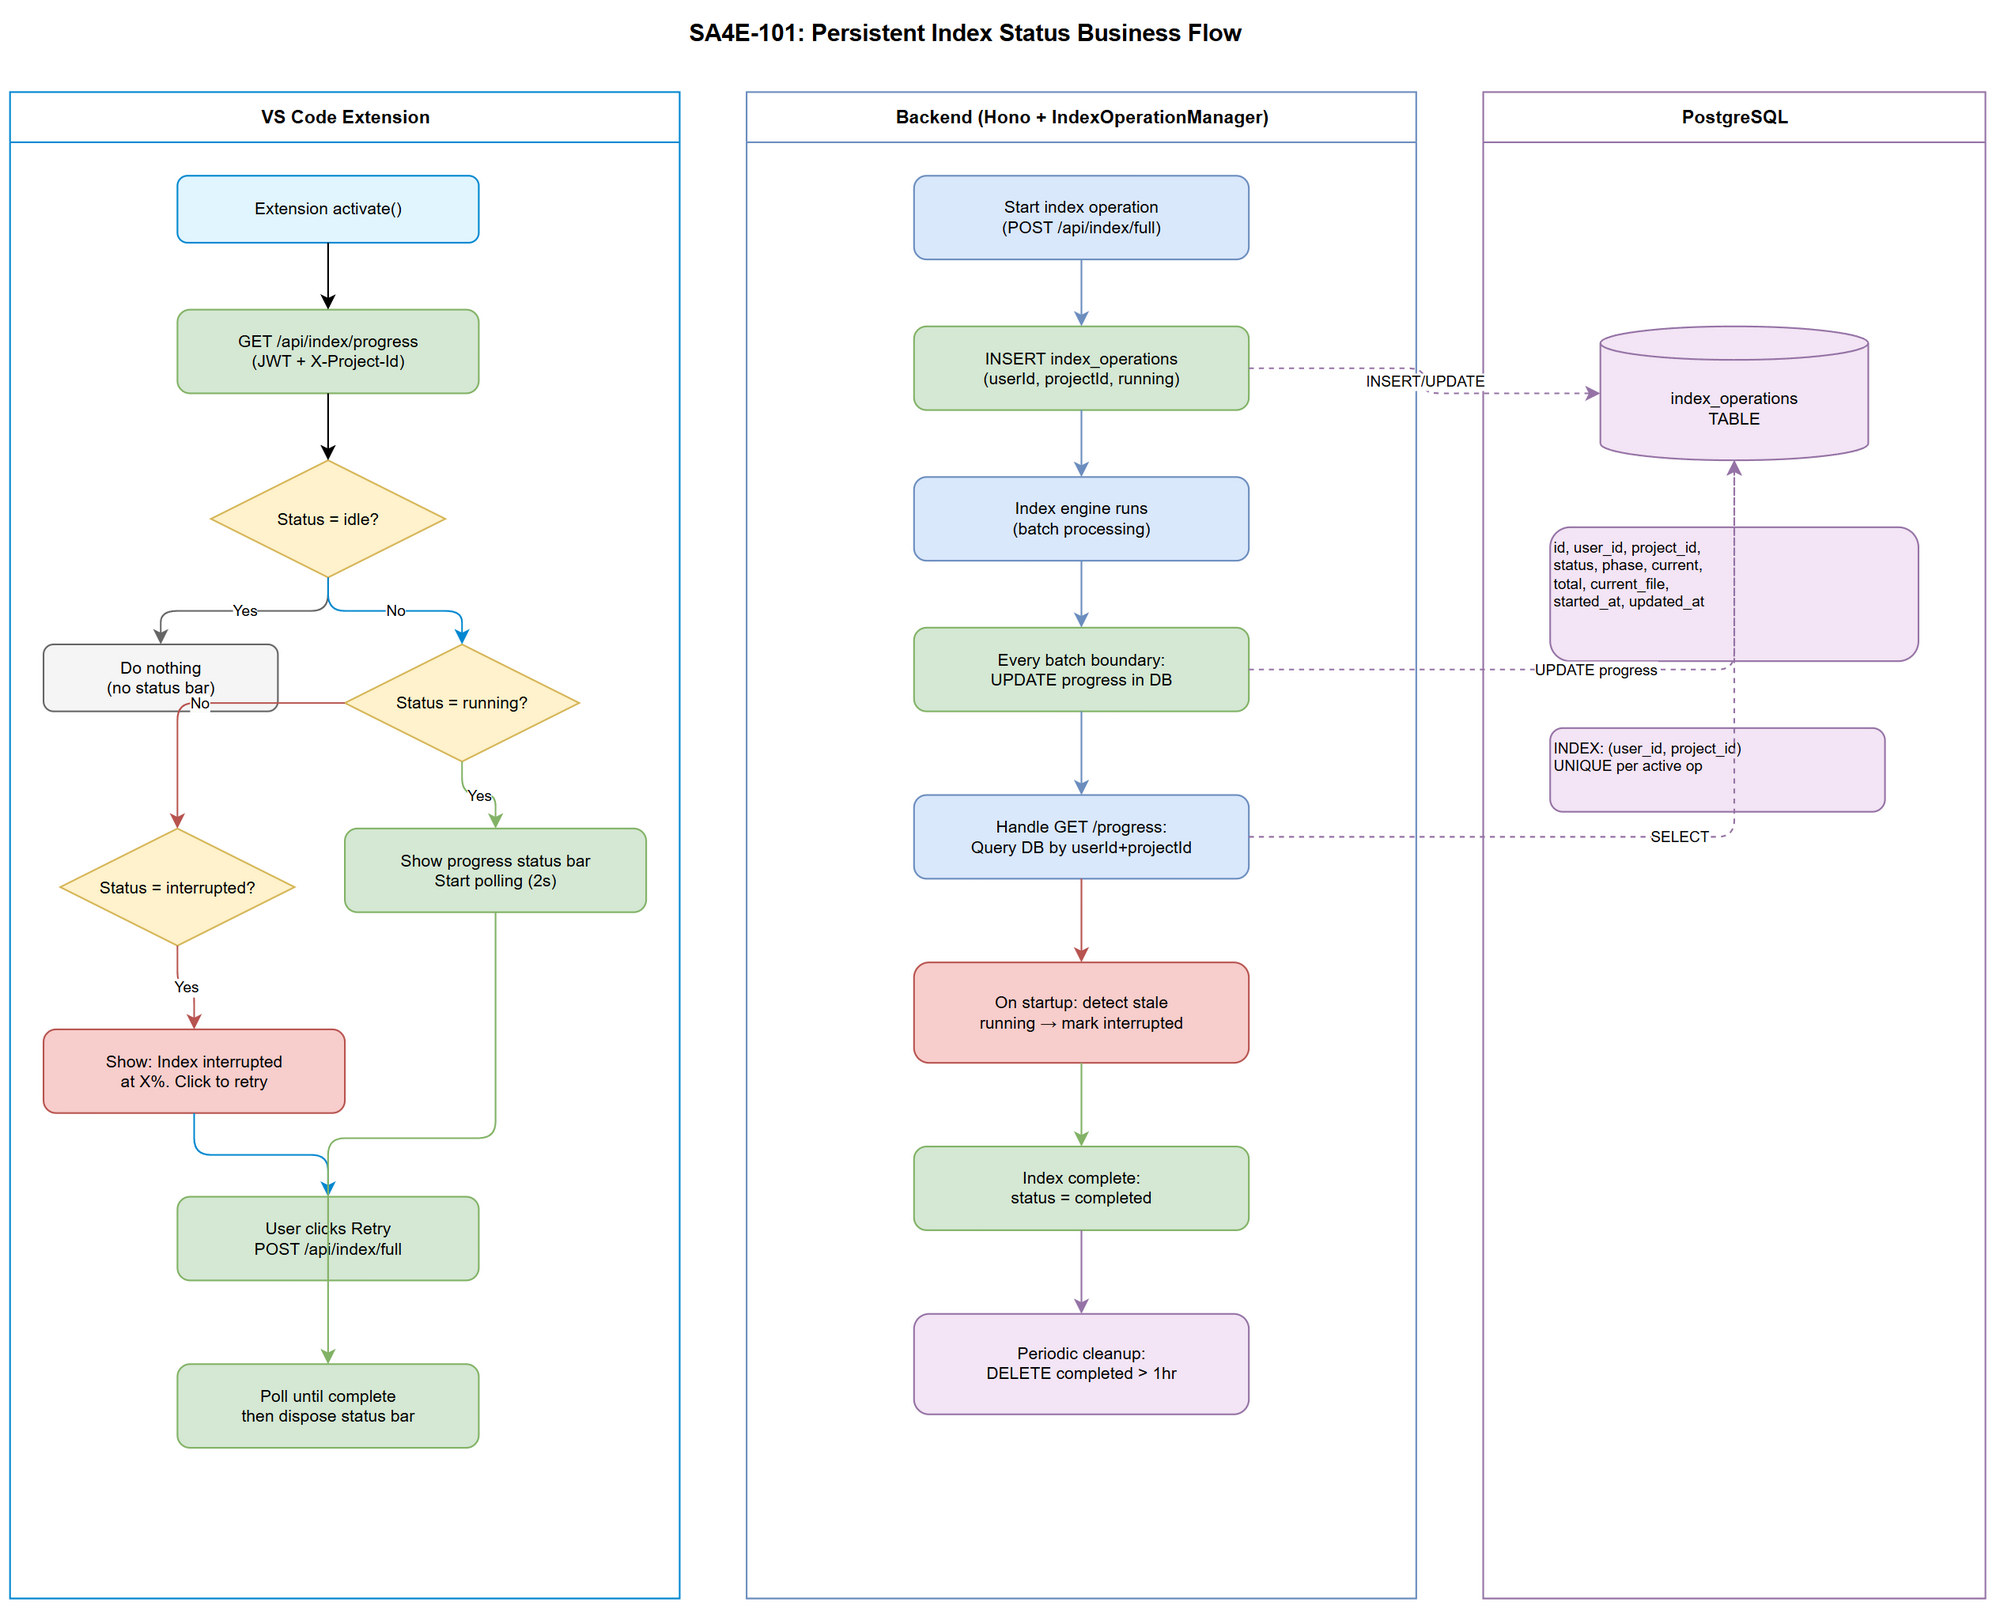 SA4E-101: Persistent Index Status Business Flow
VS Code Extension
Extension activate()
GET /api/index/progress
(JWT + X-Project-Id)
Status = idle?
Yes
No
Do nothing
(no status bar)
Status = running?
No
Yes
Status = interrupted?
Show progress status bar
Start polling (2s)
Yes
Show: Index interrupted
at X%. Click to retry
User clicks Retry
POST /api/index/full
Poll until complete
then dispose status bar
Backend (Hono + IndexOperationManager)
Start index operation
(POST /api/index/full)
INSERT index_operations
(userId, projectId, running)
INSERT/UPDATE
Index engine runs
(batch processing)
Every batch boundary:
UPDATE progress in DB
UPDATE progress
Handle GET /progress:
Query DB by userId+projectId
SELECT
On startup: detect stale
running → mark interrupted
Index complete:
status = completed
Periodic cleanup:
DELETE completed > 1hr
PostgreSQL
index_operations
TABLE
id, user_id, project_id,
status, phase, current,
total, current_file,
started_at, updated_at
INDEX: (user_id, project_id)
UNIQUE per active op